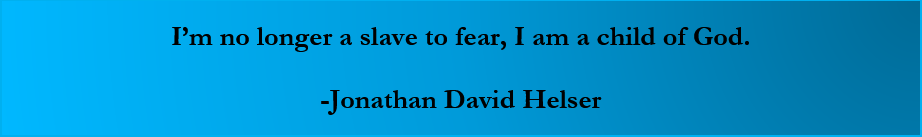 I’m no longer a slave to fear, I am a child of God.
-Jonathan David Helser